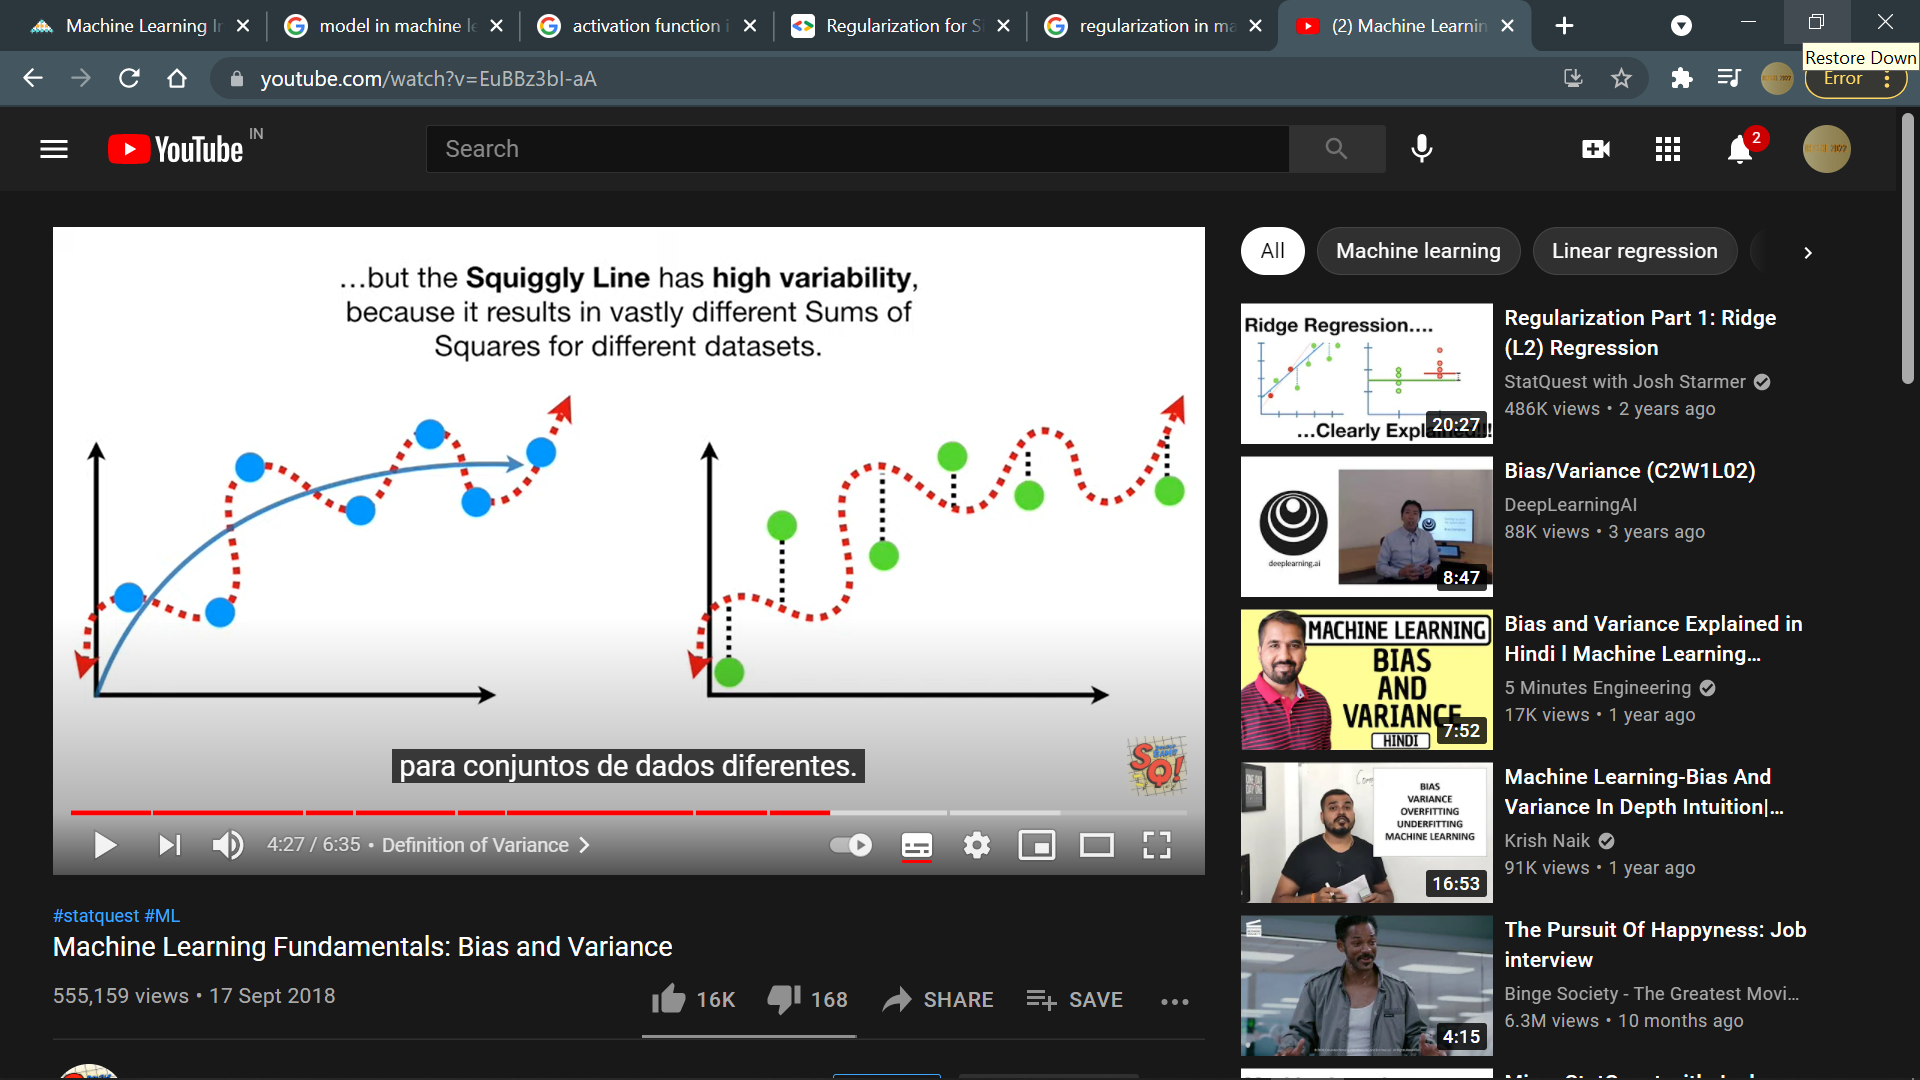 Machine Learning I
model in machine le
activation function i
Regularization for S
regularization in ma
(2) Machine Learnin
Restore Down
youtube.com/watch?v=EuBBz3bI-aA
Error
YouTube IN
Search
2
...but the Squiggly Line has high variability,
because it results in vastly different Sums of
Squares for different datasets.
para conjuntos de dados diferentes.
SQ!
4:27 / 6:35 • Definition of Variance
#statquest #ML
Machine Learning Fundamentals: Bias and Variance
555,159 views • 17 Sept 2018
16K
168
SHARE
SAVE
All
Machine learning
Linear regression
Ridge Regression....
...Clearly Explained!!!
20:27
Regularization Part 1: Ridge
(L2) Regression
StatQuest with Josh Starmer
486K views • 2 years ago
deeplearning.ai
8:47
Bias/Variance (C2W1L02)
DeepLearningAI
88K views • 3 years ago
MACHINE LEARNING
BIAS
AND
VARIANCE
HINDI
7:52
Bias and Variance Explained in
Hindi l Machine Learning...
5 Minutes Engineering
17K views • 1 year ago
BIAS
VARIANCE
OVERFITTING
UNDERFITTING
MACHINE LEARNING
16:53
Machine Learning-Bias And
Variance In Depth Intuition|...
Krish Naik
91K views • 1 year ago
4:15
The Pursuit Of Happyness: Job
interview
Binge Society - The Greatest Movi...
6.3M views • 10 months ago